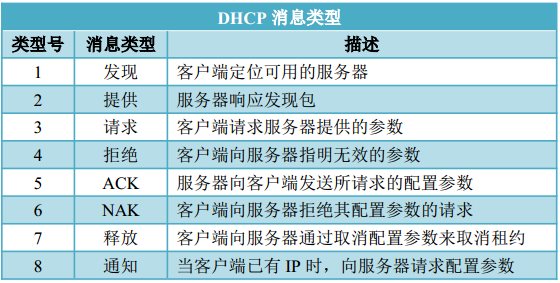 DHCP 消息类型
类型号 消息类型 描述
1 发现 客户端定位可用的服务器
2 提供 服务器响应发现包
3 请求 客户端请求服务器提供的参数
4 拒绝 客户端向服务器指明无效的参数
5 ACK 服务器向客户端发送所请求的配置参数
6 NAK 客户端向服务器拒绝其配置参数的请求
7 释放 客户端向服务器通过取消配置参数来取消租约
8 通知 当客户端已有 IP 时，向服务器请求配置参数